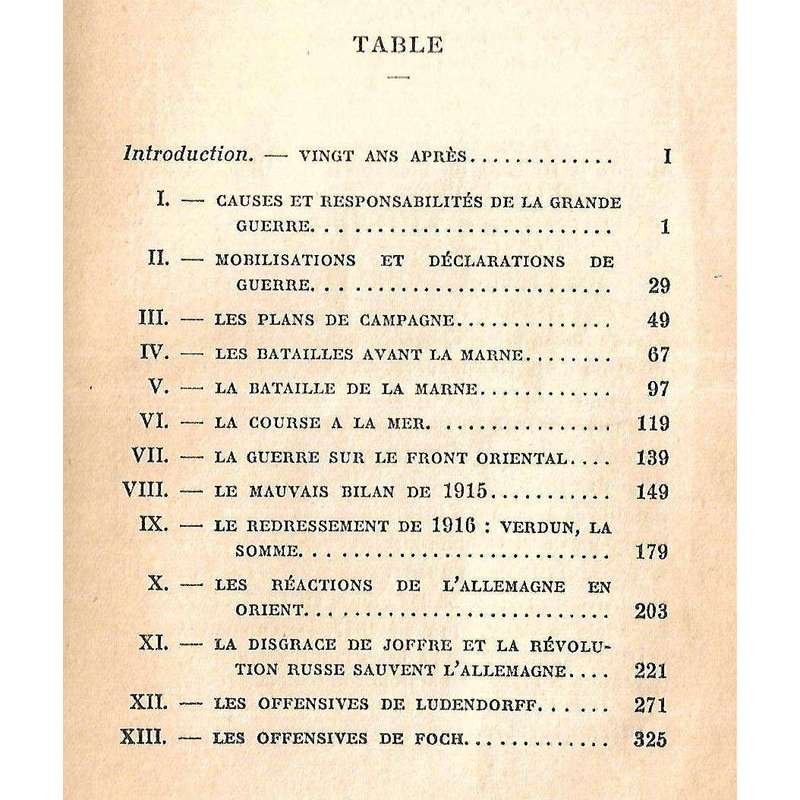 TABLE
Introduction. — VINGT ANS APRÈS............. I
I. — CAUSES ET RESPONSABILITÉS DE LA GRANDE
GUERRE. ........................ 1
II. — MOBILISATIONS ET DÉCLARATIONS DE
GUERRE. ........................ 29
III. — LES PLANS DE CAMPAGNE.............. 49
IV. — LES BATAILLES AVANT LA MARNE........ 67
V. — LA BATAILLE DE LA MARNE............ 97
VI. — LA COURSE A LA MER. ............... 119
VII. — LA GUERRE SUR LE FRONT ORIENTAL.... 139
VIII. — LE MAUVAIS BILAN DE 1915........... 149
IX. — LE REDRESSEMENT DE 1916 : VERDUN, LA
SOMME. ......................... 179
X. — LES RÉACTIONS DE L'ALLEMAGNE EN
ORIENT. ........................ 203
XI. — LA DISGRACE DE JOFFRE ET LA RÉVOLU-
TION RUSSE SAUVENT L'ALLEMAGNE.... 221
XII. — LES OFFENSIVES DE LUDENDORFF...... 271
XIII. — LES OFFENSIVES DE FOCH............. 325